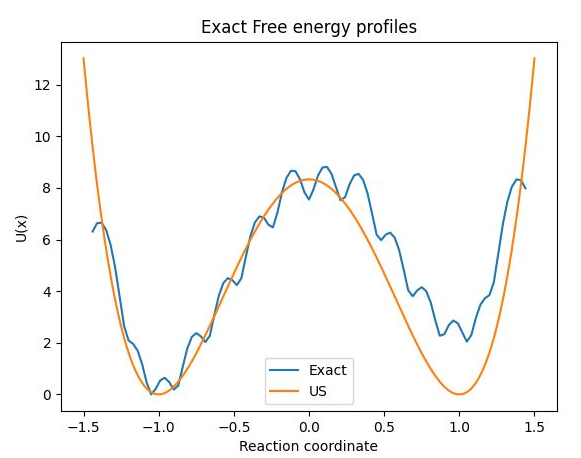 Exact Free energy profiles
U(x)
12
10
8
6
4
2
0
−1.5 −1.0 −0.5 0.0 0.5 1.0 1.5
Reaction coordinate
Exact
US